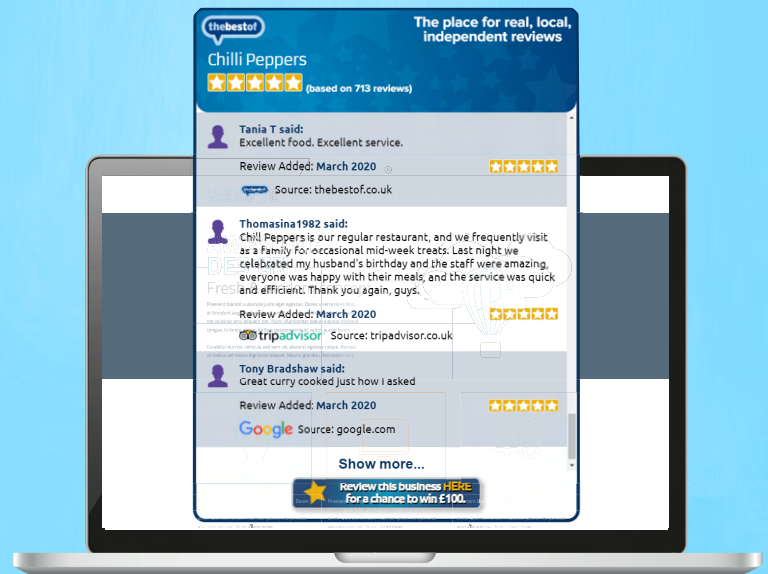 thebestof
The place for real, local,
independent reviews
Chilli Peppers
(based on 713 reviews)
Tania T said:
Excellent food. Excellent service.
Review Added: March 2020
thebestof Source: thebestof.co.uk
Thomasina1982 said:
Chill Peppers is our regular restaurant, and we frequently visit
as a family for occasional mid-week treats. Last night we
celebrated my husband's birthday and the staff were amazing,
everyone was happy with their meals, and the service was quick
and efficient. Thank you again, guys.
Review Added: March 2020
tripadvisor Source: tripadvisor.co.uk
Tony Bradshaw said:
Great curry cooked just how I asked
Review Added: March 2020
Google Source: google.com
Show more...
Review this business HERE
for a chance to win £100.